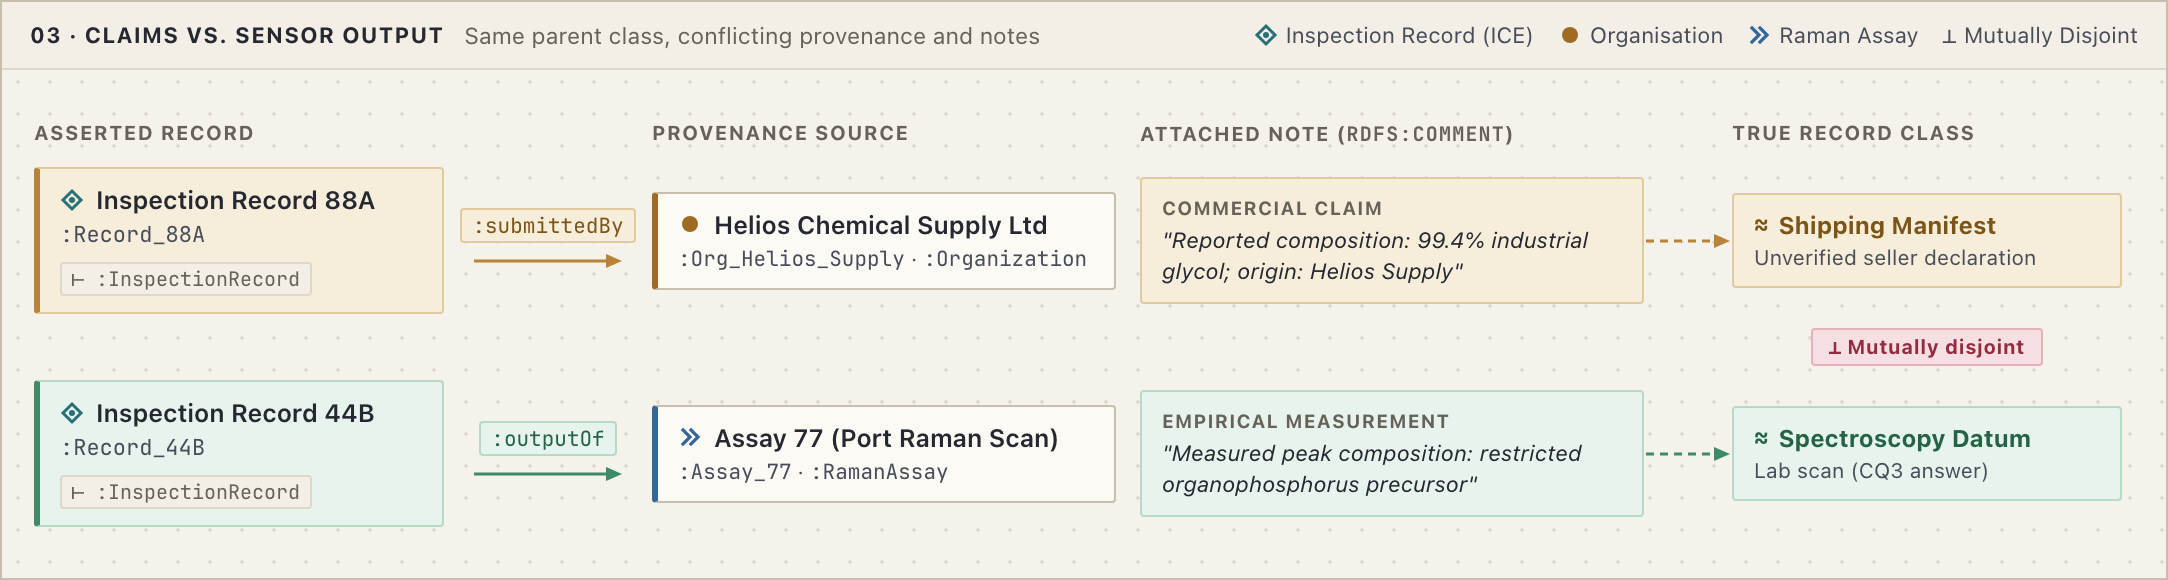 03 · CLAIMS VS. SENSOR OUTPUT Same parent class, conflicting provenance and notes
Inspection Record (ICE) Organisation Raman Assay ⊥ Mutually Disjoint
ASSERTED RECORD
PROVENANCE SOURCE
ATTACHED NOTE (RDFS:COMMENT)
TRUE RECORD CLASS
Inspection Record 88A
:Record_88A
⊢ :InspectionRecord
:submittedBy
Helios Chemical Supply Ltd
:Org_Helios_Supply · :Organization
COMMERCIAL CLAIM
"Reported composition: 99.4% industrial
glycol; origin: Helios Supply"
≈ Shipping Manifest
Unverified seller declaration
⊥ Mutually disjoint
Inspection Record 44B
:Record_44B
⊢ :InspectionRecord
:outputOf
Assay 77 (Port Raman Scan)
:Assay_77 · :RamanAssay
EMPIRICAL MEASUREMENT
"Measured peak composition: restricted
organophosphorus precursor"
≈ Spectroscopy Datum
Lab scan (CQ3 answer)